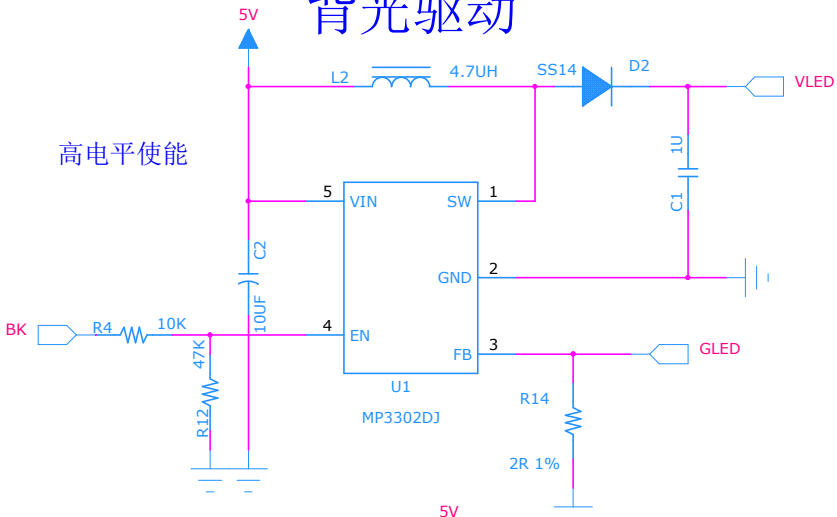 背光驱动
5V
L2
4.7UH
SS14
D2
VLED
高电平使能
1U
C1
5
VIN
SW
1
C2
10UF
GND
2
BK
R4
10K
4
EN
47K
R12
FB
3
GLED
U1
MP3302DJ
R14
2R 1%
5V